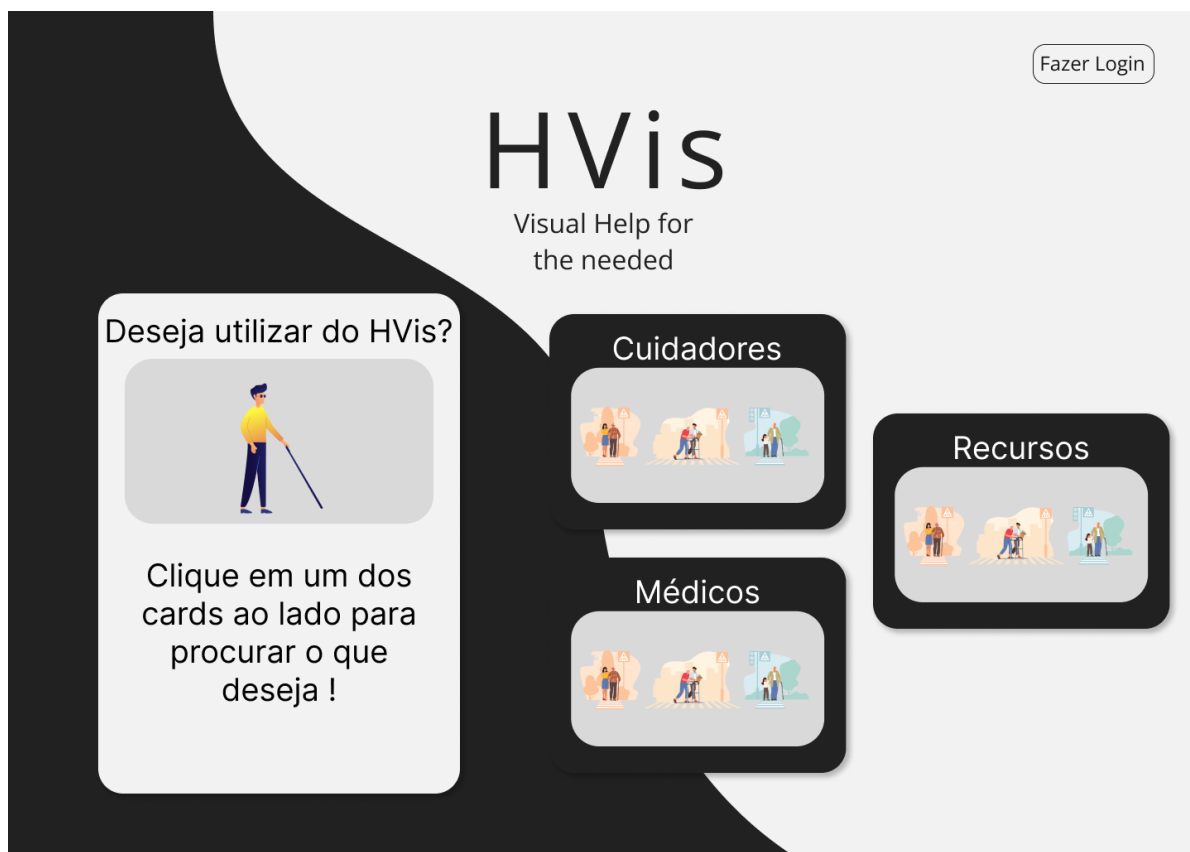 Fazer Login
HVis
Visual Help for
the needed
Deseja utilizar do HVis?
Clique em um dos
cards ao lado para
procurar o que
deseja !
Cuidadores
Médicos
Recursos